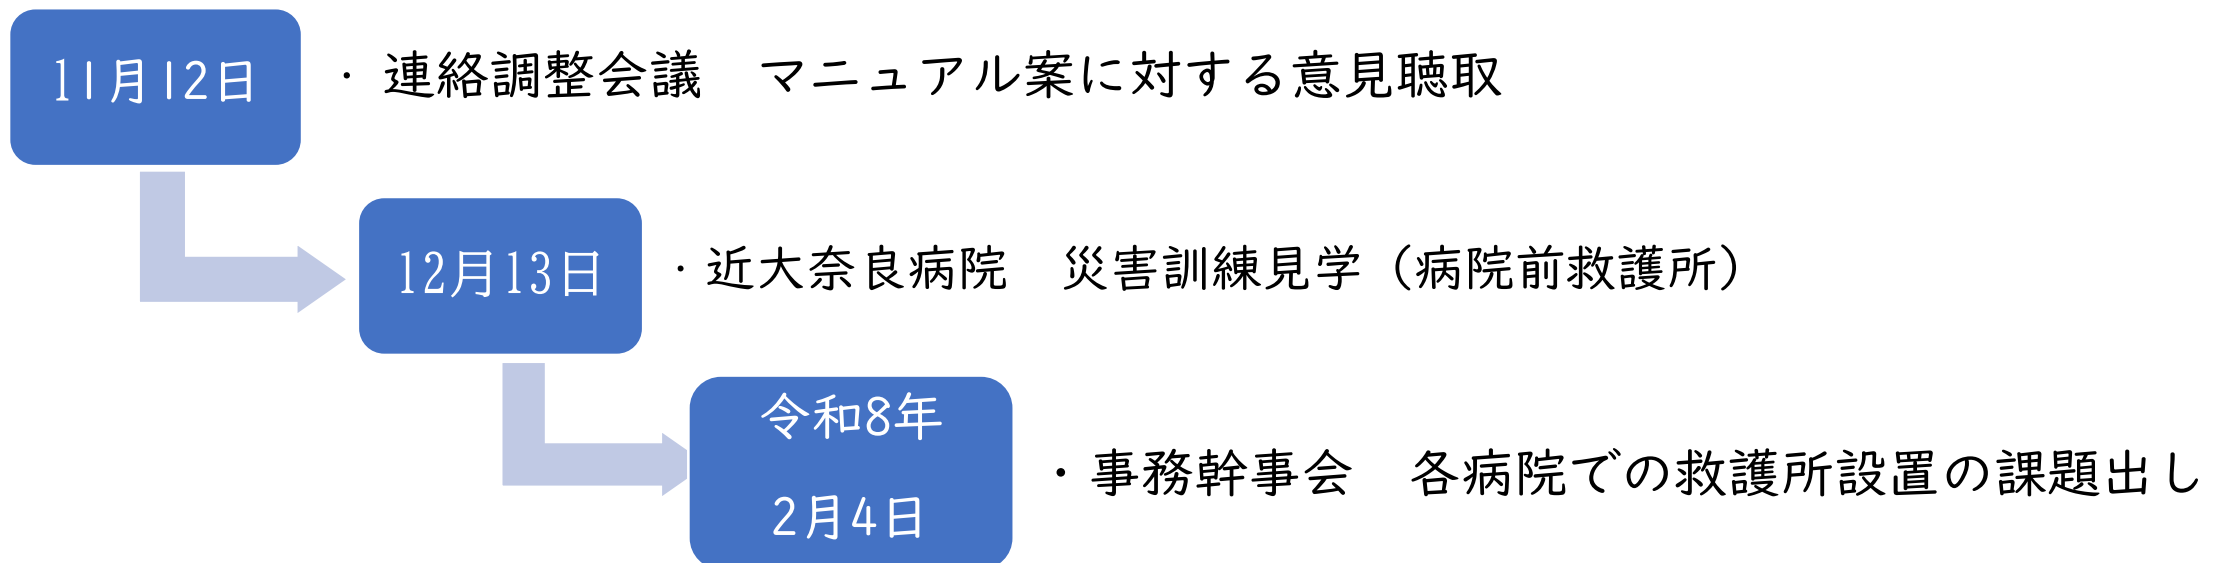 11月12日
・連絡調整会議　マニュアル案に対する意見聴取
12月13日
・近大奈良病院　災害訓練見学（病院前救護所）
令和8年
2月4日
・事務幹事会　各病院での救護所設置の課題出し